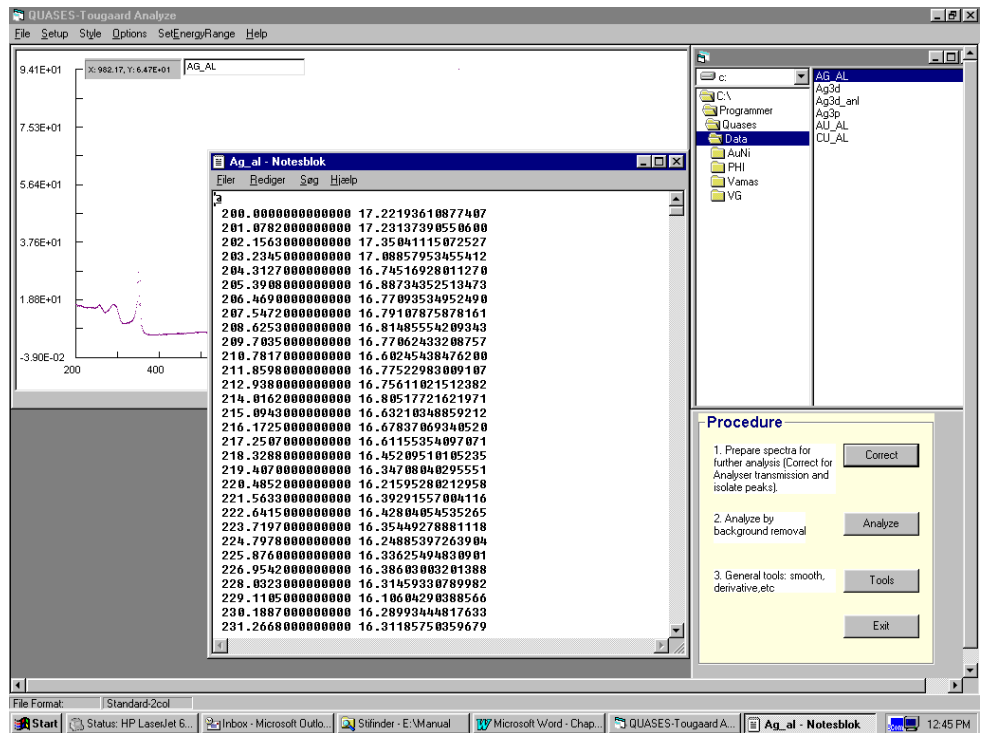 QUASES-Tougaard Analyze
File Setup Style Options SetEnergyRange Help
9.41E+01
X: 982.17, Y: 6.47E+01
AG_AL
7.53E+01
5.64E+01
3.76E+01
1.88E+01
-3.90E-02
200
400
Ag_al - Notesblok
Filer Rediger Søg Hjælp
'a
200.0000000000000 17.22193610877407
201.0782000000000 17.23137390550600
202.1563000000000 17.35041115072527
203.2345000000000 17.08857953455412
204.3127000000000 16.74516928011270
205.3908000000000 16.88734352513473
206.4690000000000 16.77093534952490
207.5472000000000 16.79107875878161
208.6253000000000 16.81485554209343
209.7035000000000 16.77062433208757
210.7817000000000 16.60245438476200
211.8598000000000 16.77522983009107
212.9380000000000 16.75611021512382
214.0162000000000 16.80517721621971
215.0943000000000 16.63210348859212
216.1725000000000 16.67837069340520
217.2507000000000 16.61155354097071
218.3288000000000 16.45209510105235
219.4070000000000 16.34708040295551
220.4852000000000 16.21595280212958
221.5633000000000 16.39291557004116
222.6415000000000 16.42804054535265
223.7197000000000 16.35449278881118
224.7978000000000 16.24885397263904
225.8760000000000 16.33625494830901
226.9542000000000 16.38603003201388
228.0323000000000 16.31459330789982
229.1105000000000 16.10604290388566
230.1887000000000 16.28993444817633
231.2668000000000 16.31185750359679
c:
C:\
Programmer
Quases
Data
AuNi
PHI
Vamas
VG
AG_AL
Ag3d
Ag3d_anl
Ag3p
AU_AL
CU_AL
Procedure
1. Prepare spectra for
further analysis (Correct for
Analyser transmission and
isolate peaks).
Correct
2. Analyze by
background removal
Analyze
3. General tools: smooth,
derivative,etc
Tools
Exit
File Format: Standard-2col
Start Status: HP LaserJet 6... Inbox - Microsoft Outlo... Stifinder - E:\Manual Microsoft Word - Chap... QUASES-Tougaard A... Ag_al - Notesblok 12:45 PM